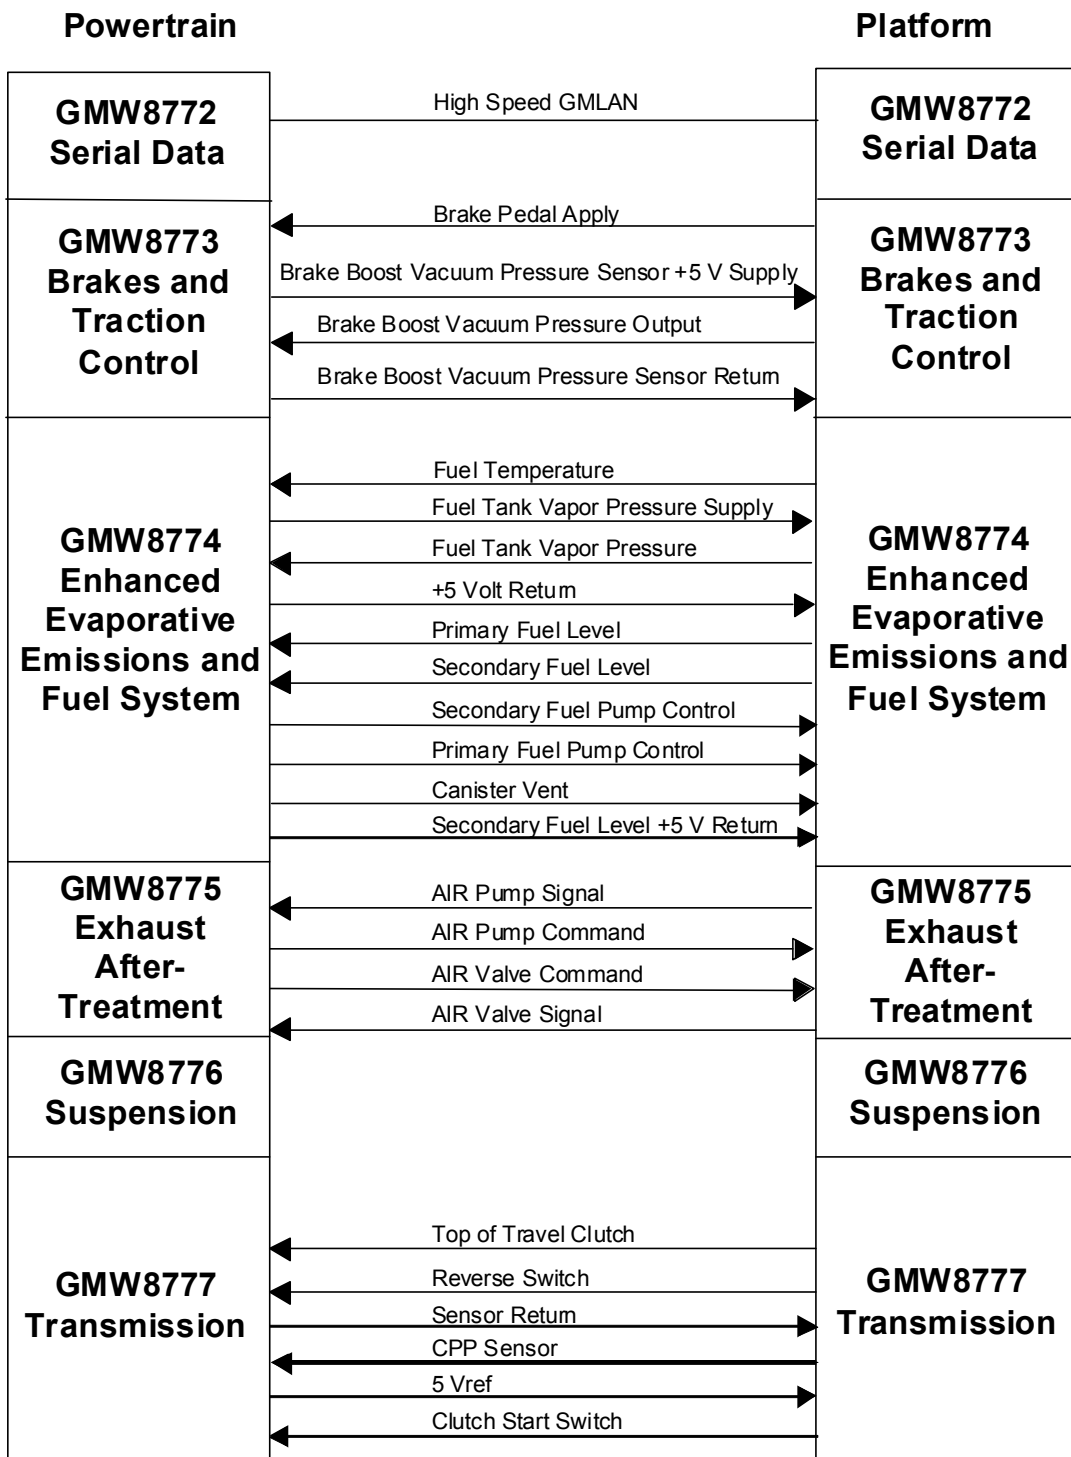 Powertrain
Platform
GMW8772
Serial Data
High Speed GMLAN
GMW8772
Serial Data
GMW8773
Brakes and
Traction
Control
Brake Pedal Apply
Brake Boost Vacuum Pressure Sensor +5 V Supply
Brake Boost Vacuum Pressure Output
Brake Boost Vacuum Pressure Sensor Return
GMW8773
Brakes and
Traction
Control
GMW8774
Enhanced
Evaporative
Emissions and
Fuel System
Fuel Temperature
Fuel Tank Vapor Pressure Supply
Fuel Tank Vapor Pressure
+5 Volt Return
Primary Fuel Level
Secondary Fuel Level
Secondary Fuel Pump Control
Primary Fuel Pump Control
Canister Vent
Secondary Fuel Level +5 V Return
GMW8774
Enhanced
Evaporative
Emissions and
Fuel System
GMW8775
Exhaust
After-
Treatment
AIR Pump Signal
AIR Pump Command
AIR Valve Command
AIR Valve Signal
GMW8775
Exhaust
After-
Treatment
GMW8776
Suspension
GMW8776
Suspension
GMW8777
Transmission
Top of Travel Clutch
Reverse Switch
Sensor Return
CPP Sensor
5 Vref
Clutch Start Switch
GMW8777
Transmission